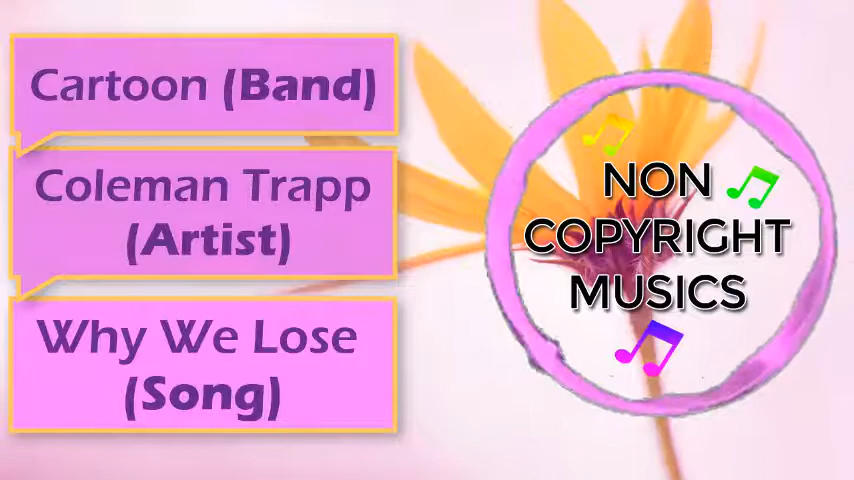 Cartoon (Band)
Coleman Trapp
(Artist)
Why We Lose
(Song)
NON
COPYRIGHT
MUSICS